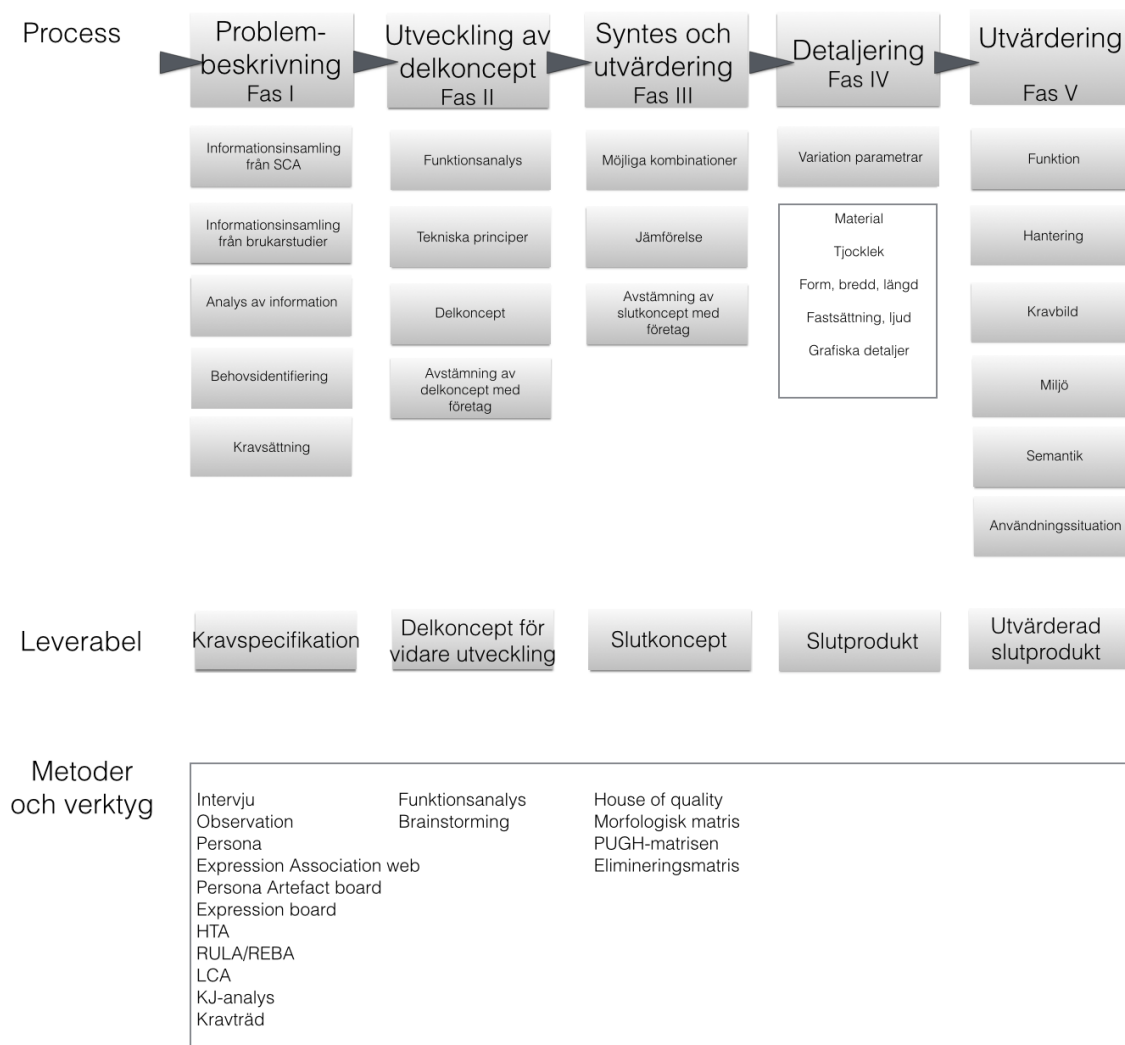 Process
Problem-
beskrivning
Fas I
Utveckling av
delkoncept
Fas II
Syntes och
utvärdering
Fas III
Detaljering
Fas IV
Utvärdering
Fas V
Informationsinsamling
från SCA
Informationsinsamling
från brukarstudier
Analys av information
Behovsidentifiering
Kravsättning
Funktionsanalys
Tekniska principer
Delkoncept
Avstämning av
delkoncept med
företag
Möjliga kombinationer
Jämförelse
Avstämning av
slutkoncept med
företag
Variation parametrar
Material
Tjocklek
Form, bredd, längd
Fastsättning, ljud
Grafiska detaljer
Funktion
Hantering
Kravbild
Miljö
Semantik
Användningssituation
Leverabel
Kravspecifikation
Delkoncept för
vidare utveckling
Slutkoncept
Slutprodukt
Utvärderad
slutprodukt
Metoder
och verktyg
Intervju
Observation
Persona
Expression Association web
Persona Artefact board
Expression board
HTA
RULA/REBA
LCA
KJ-analys
Kravträd
Funktionsanalys
Brainstorming
House of quality
Morfologisk matris
PUGH-matrisen
Elimineringsmatris